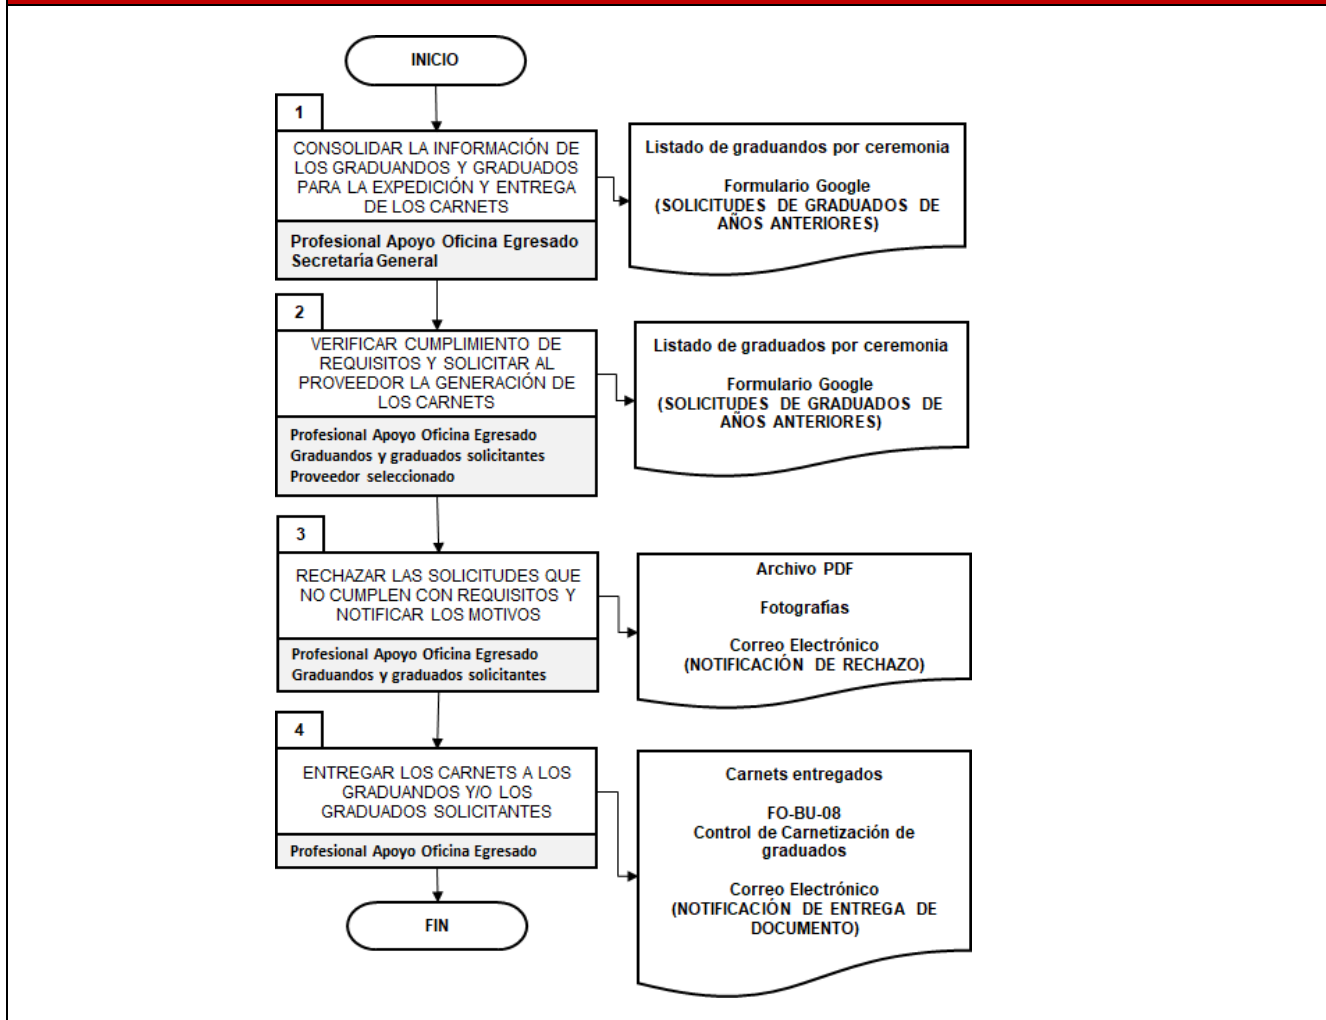 INICIO
1
CONSOLIDAR LA INFORMACIÓN DE
LOS GRADUANDOS Y GRADUADOS
PARA LA EXPEDICIÓN Y ENTREGA
DE LOS CARNETS
Profesional Apoyo Oficina Egresado
Secretaría General
Listado de graduandos por ceremonia
Formulario Google
(SOLICITUDES DE GRADUADOS DE
AÑOS ANTERIORES)
2
VERIFICAR CUMPLIMIENTO DE
REQUISITOS Y SOLICITAR AL
PROVEEDOR LA GENERACIÓN DE
LOS CARNETS
Profesional Apoyo Oficina Egresado
Graduandos y graduados solicitantes
Proveedor seleccionado
Listado de graduados por ceremonia
Formulario Google
(SOLICITUDES DE GRADUADOS DE
AÑOS ANTERIORES)
3
RECHAZAR LAS SOLICITUDES QUE
NO CUMPLEN CON REQUISITOS Y
NOTIFICAR LOS MOTIVOS
Profesional Apoyo Oficina Egresado
Graduandos y graduados solicitantes
Archivo PDF
Fotografías
Correo Electrónico
(NOTIFICACIÓN DE RECHAZO)
4
ENTREGAR LOS CARNETS A LOS
GRADUANDOS Y/O LOS
GRADUADOS SOLICITANTES
Profesional Apoyo Oficina Egresado
Carnets entregados
FO-BU-08
Control de Carnetización de
graduados
Correo Electrónico
(NOTIFICACIÓN DE ENTREGA DE
DOCUMENTO)
FIN